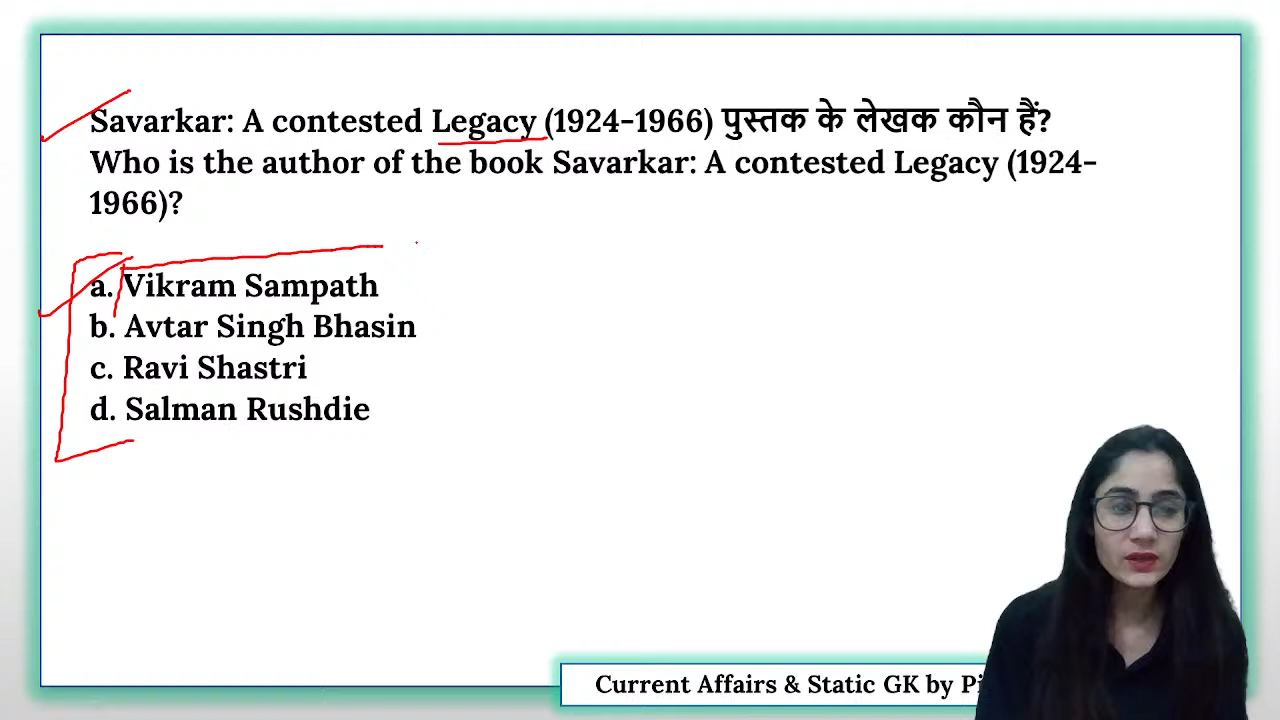 Savarkar: A contested Legacy (1924-1966) पुस्तक के लेखक कौन हैं?
Who is the author of the book Savarkar: A contested Legacy (1924-
1966)?
a. Vikram Sampath
b. Avtar Singh Bhasin
c. Ravi Shastri
d. Salman Rushdie
Current Affairs & Static GK by